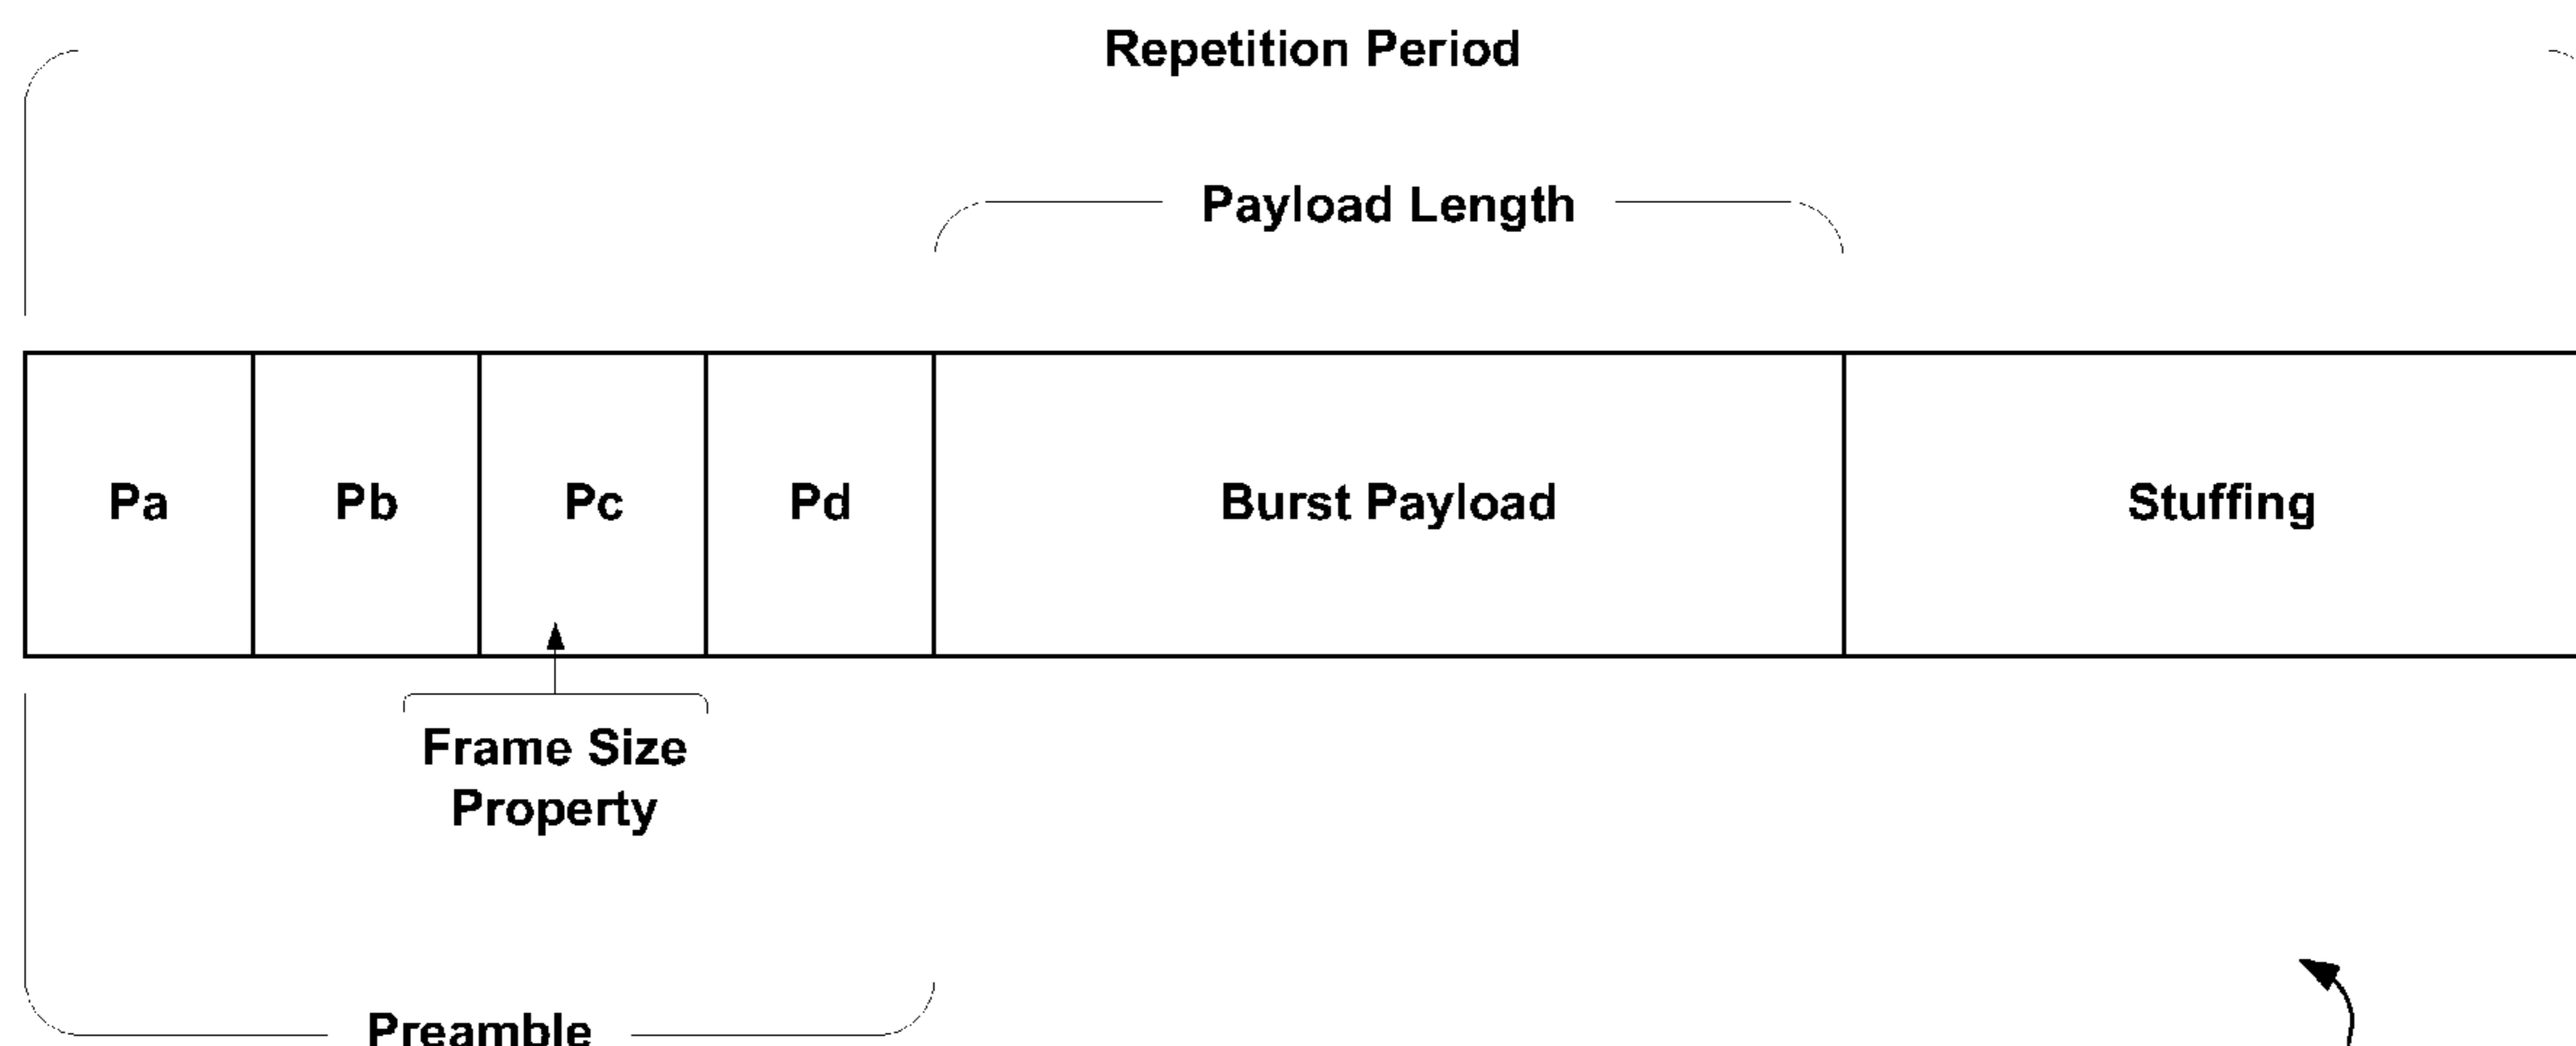 Repetition Period
Payload Length
Pa Pb Pc Pd Burst Payload Stuffing
Frame Size
Property
Preamble